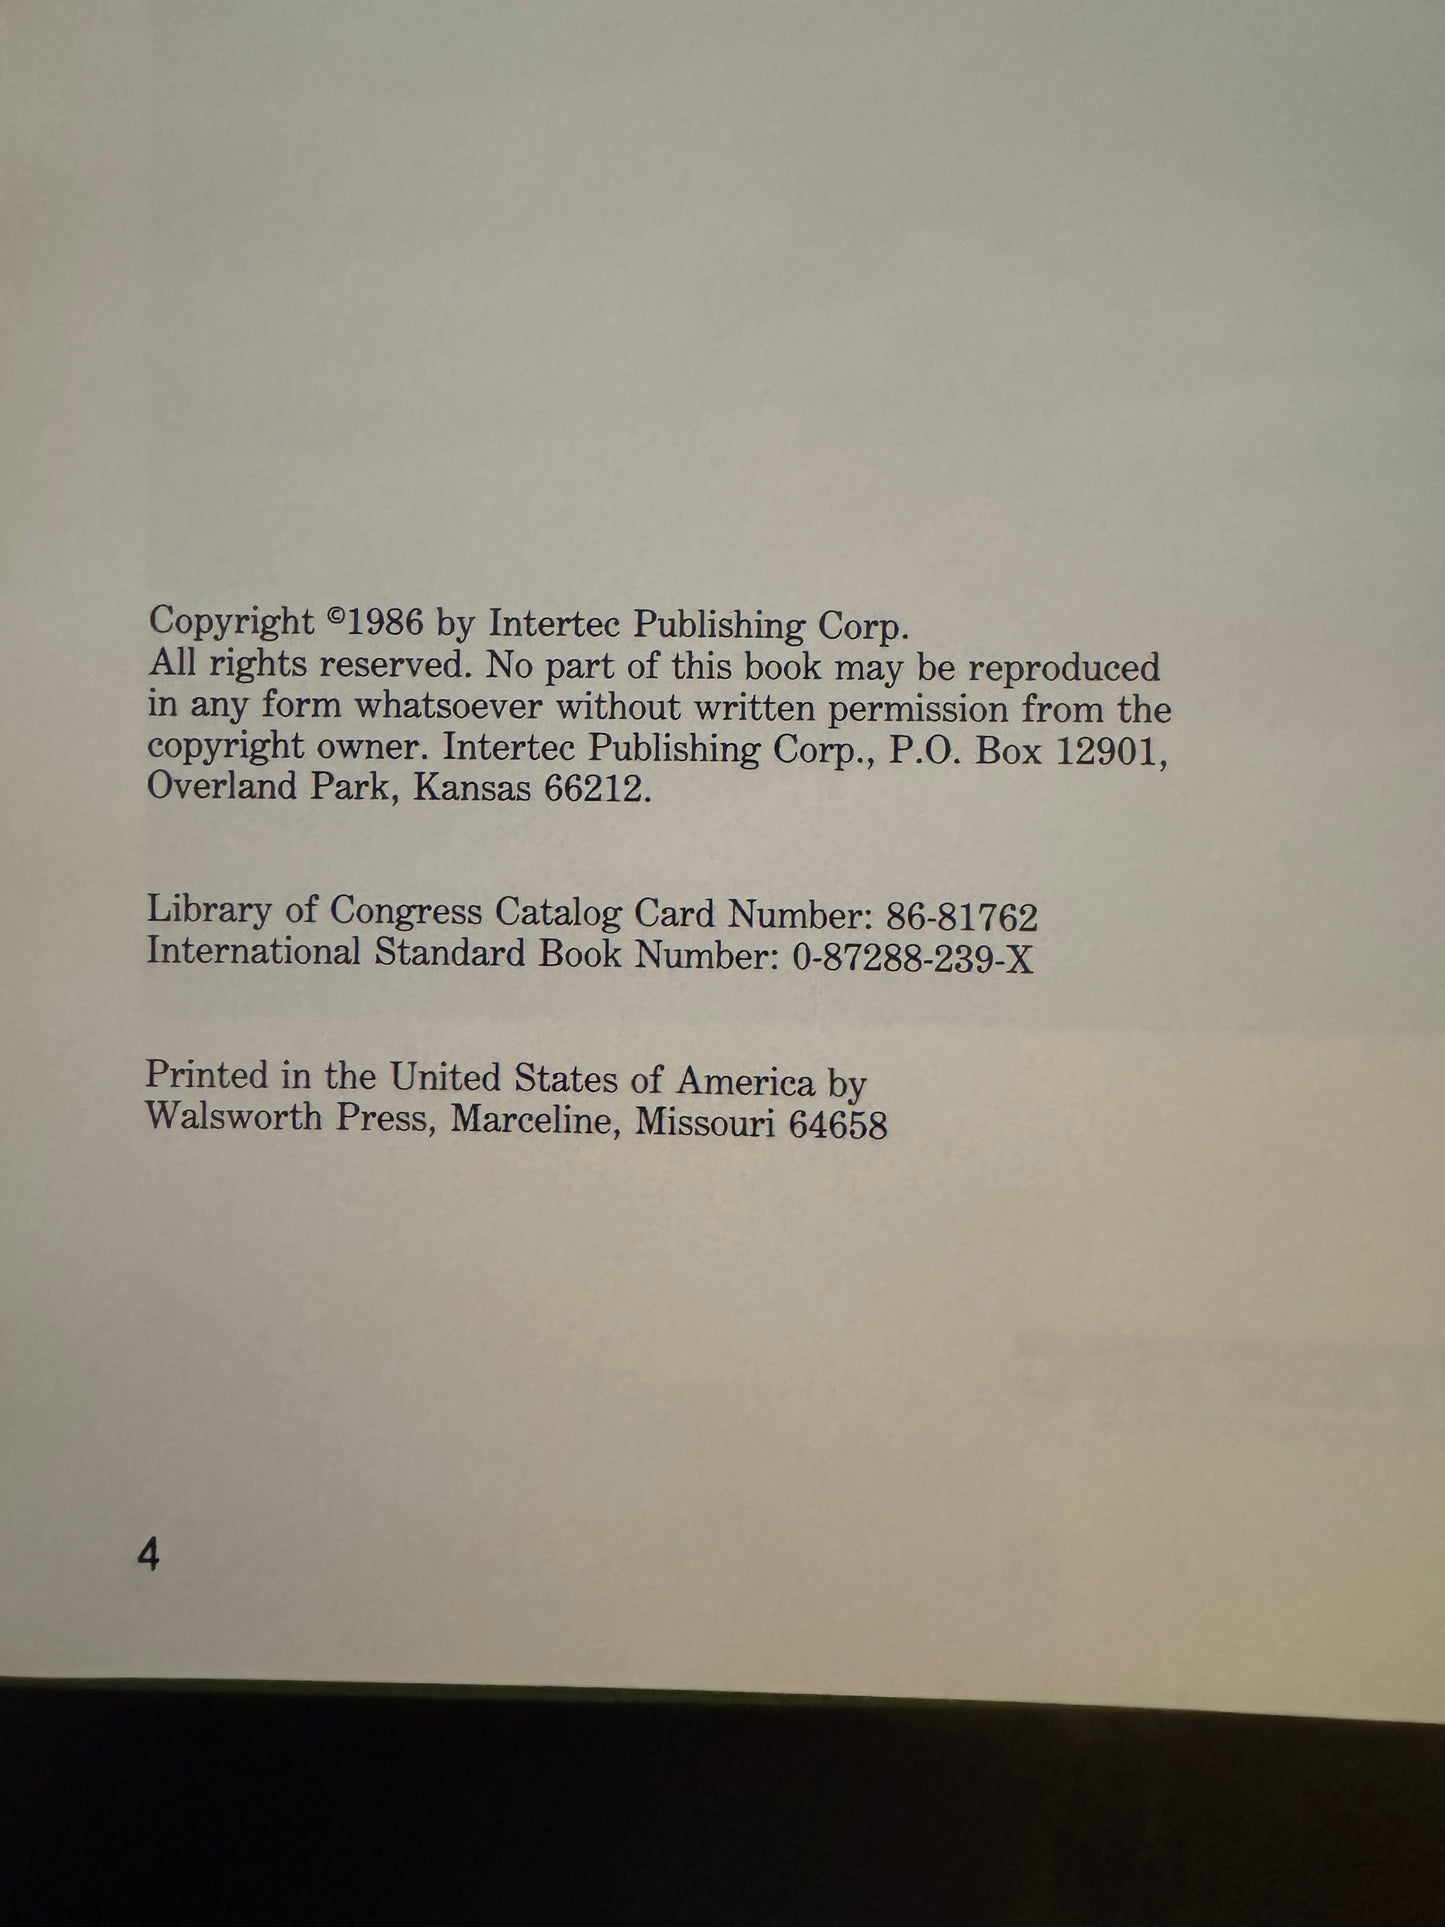 Copyright ©1986 by Intertec Publishing Corp.
All rights reserved. No part of this book may be reproduced
in any form whatsoever without written permission from the
copyright owner. Intertec Publishing Corp., P.O. Box 12901,
Overland Park, Kansas 66212.
Library of Congress Catalog Card Number: 86-81762
International Standard Book Number: 0-87288-239-X
Printed in the United States of America by
Walsworth Press, Marceline, Missouri 64658
4